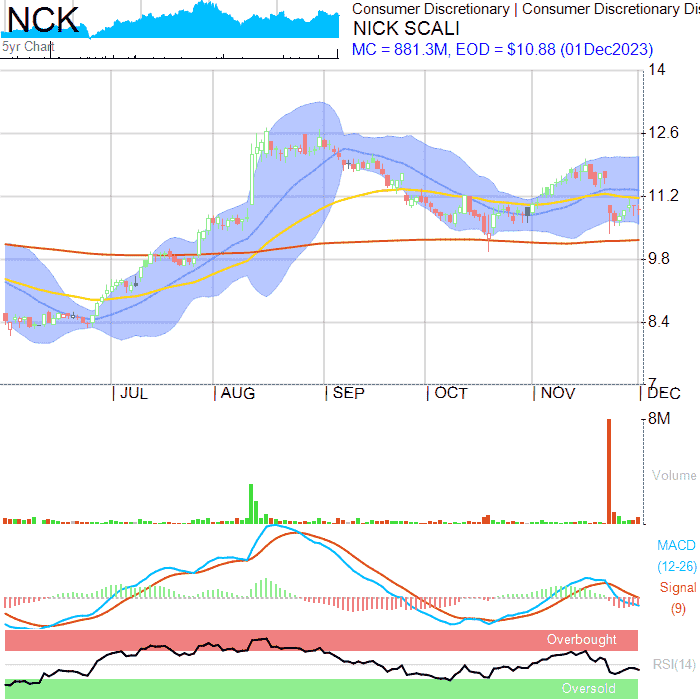 NCK
5yr Chart
Consumer Discretionary | Consumer Discretionary Dis
NICK SCALI
MC = 881.3M, EOD = $10.88 (01Dec2023)
14
12.6
11.2
9.8
8.4
7
JUL AUG SEP OCT NOV DEC
8M
Volume
MACD
(12-26)
Signal
(9)
Overbought
RSI(14)
Oversold